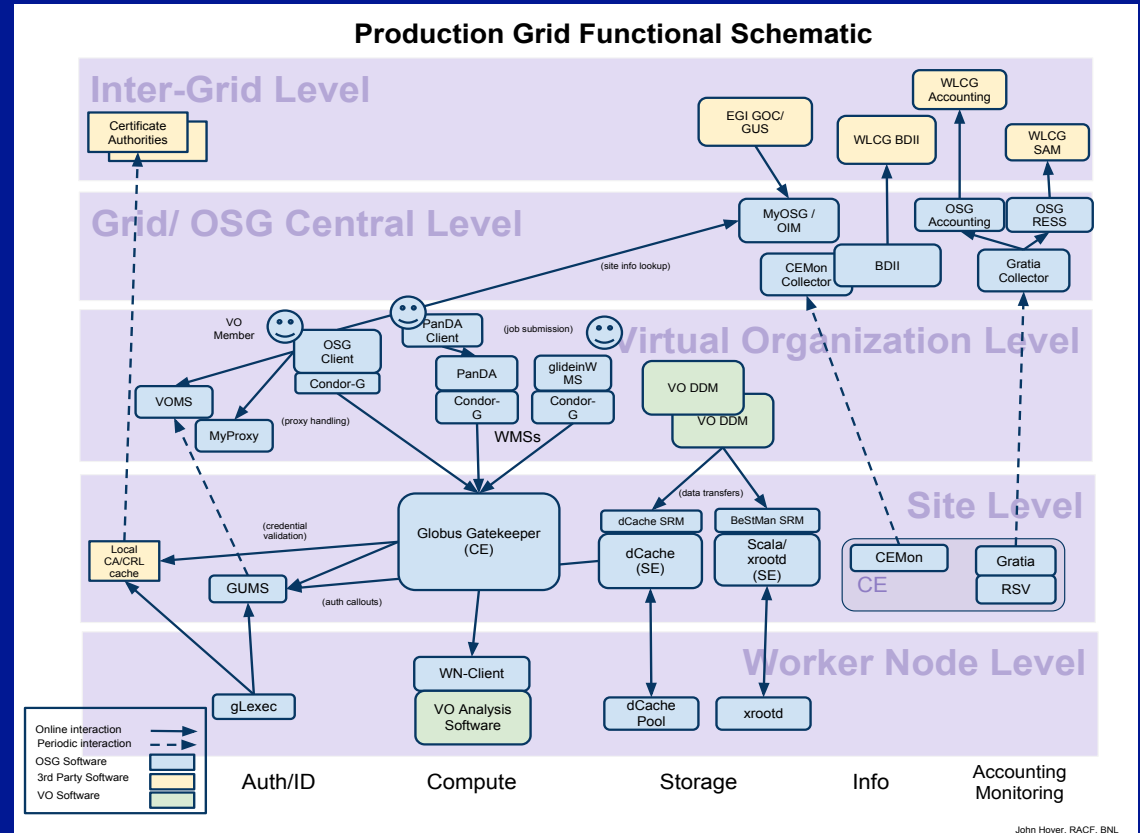 Production Grid Functional Schematic
Inter-Grid Level
Certificate
Authorities
EGI GOC/
GUS
WLCG BDII
WLCG
Accounting
WLCG
SAM
Grid/ OSG Central Level
MyOSG /
OIM
OSG
Accounting
OSG
RESS
(site info lookup)
CEMon
Collector
BDII
Gratia
Collector
Virtual Organization Level
VO
Member
OSG
Client
Condor-G
PanDA
Client
(job submission)
PanDA
Condor-
G
glideinW
MS
Condor-
G
WMSs
VO DDM
VO DDM
VOMS
MyProxy
(proxy handling)
Site Level
(data transfers)
Globus Gatekeeper
(CE)
dCache SRM
dCache
(SE)
BeStMan SRM
Scala/
xrootd
(SE)
CEMon
CE
Gratia
RSV
(credential
validation)
Local
CA/CRL
cache
GUMS
(auth callouts)
Worker Node Level
WN-Client
VO Analysis
Software
gLexec
dCache
Pool
xrootd
Online interaction
Periodic interaction
OSG Software
3rd Party Software
VO Software
Auth/ID
Compute
Storage
Info
Accounting
Monitoring
John Hover, RACF, BNL